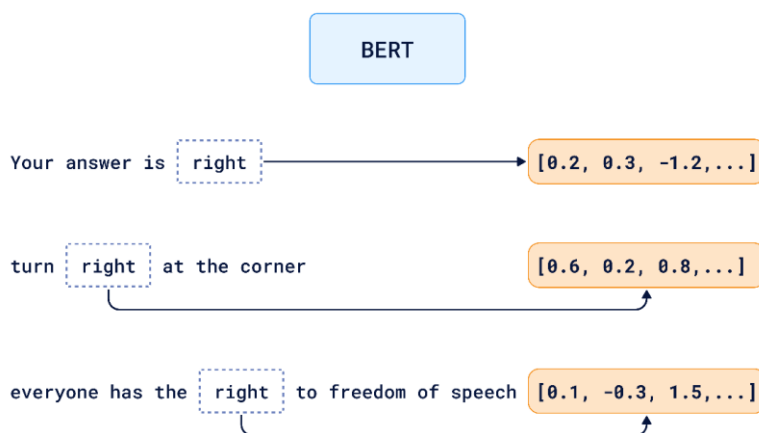 BERT
Your answer is right [0.2, 0.3, -1.2,...]
turn right at the corner [0.6, 0.2, 0.8,...]
everyone has the right to freedom of speech [0.1, -0.3, 1.5,...]